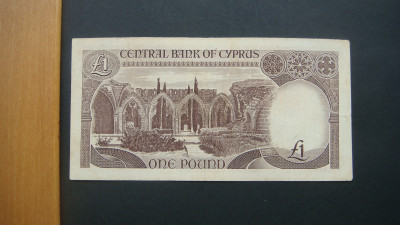 CENTRAL BANK OF CYPRUS
£1
£1
ONE POUND